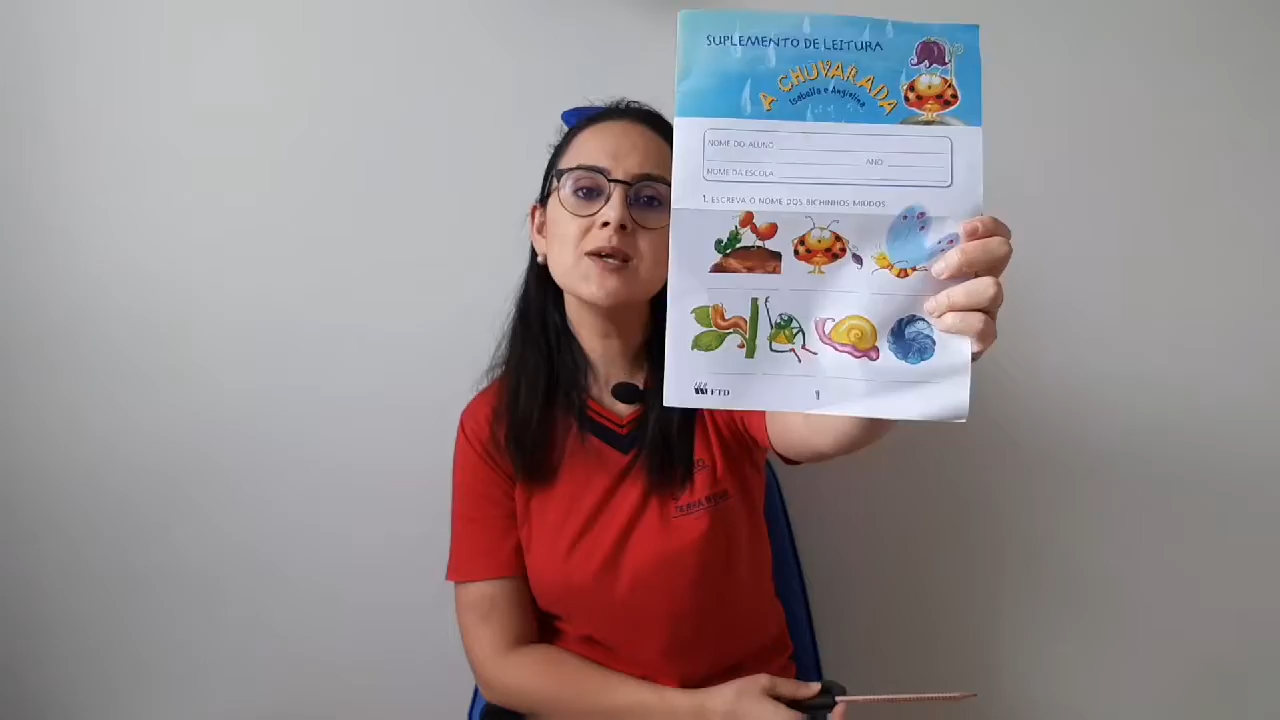 SUPLEMENTO DE LEITURA
A CHUVARADA
Isabella e Angiolina
NOME DO ALUNO
ANO
NOME DA ESCOLA
1. ESCREVA O NOME DOS BICHINHOS MIÚDOS.
FTD
1